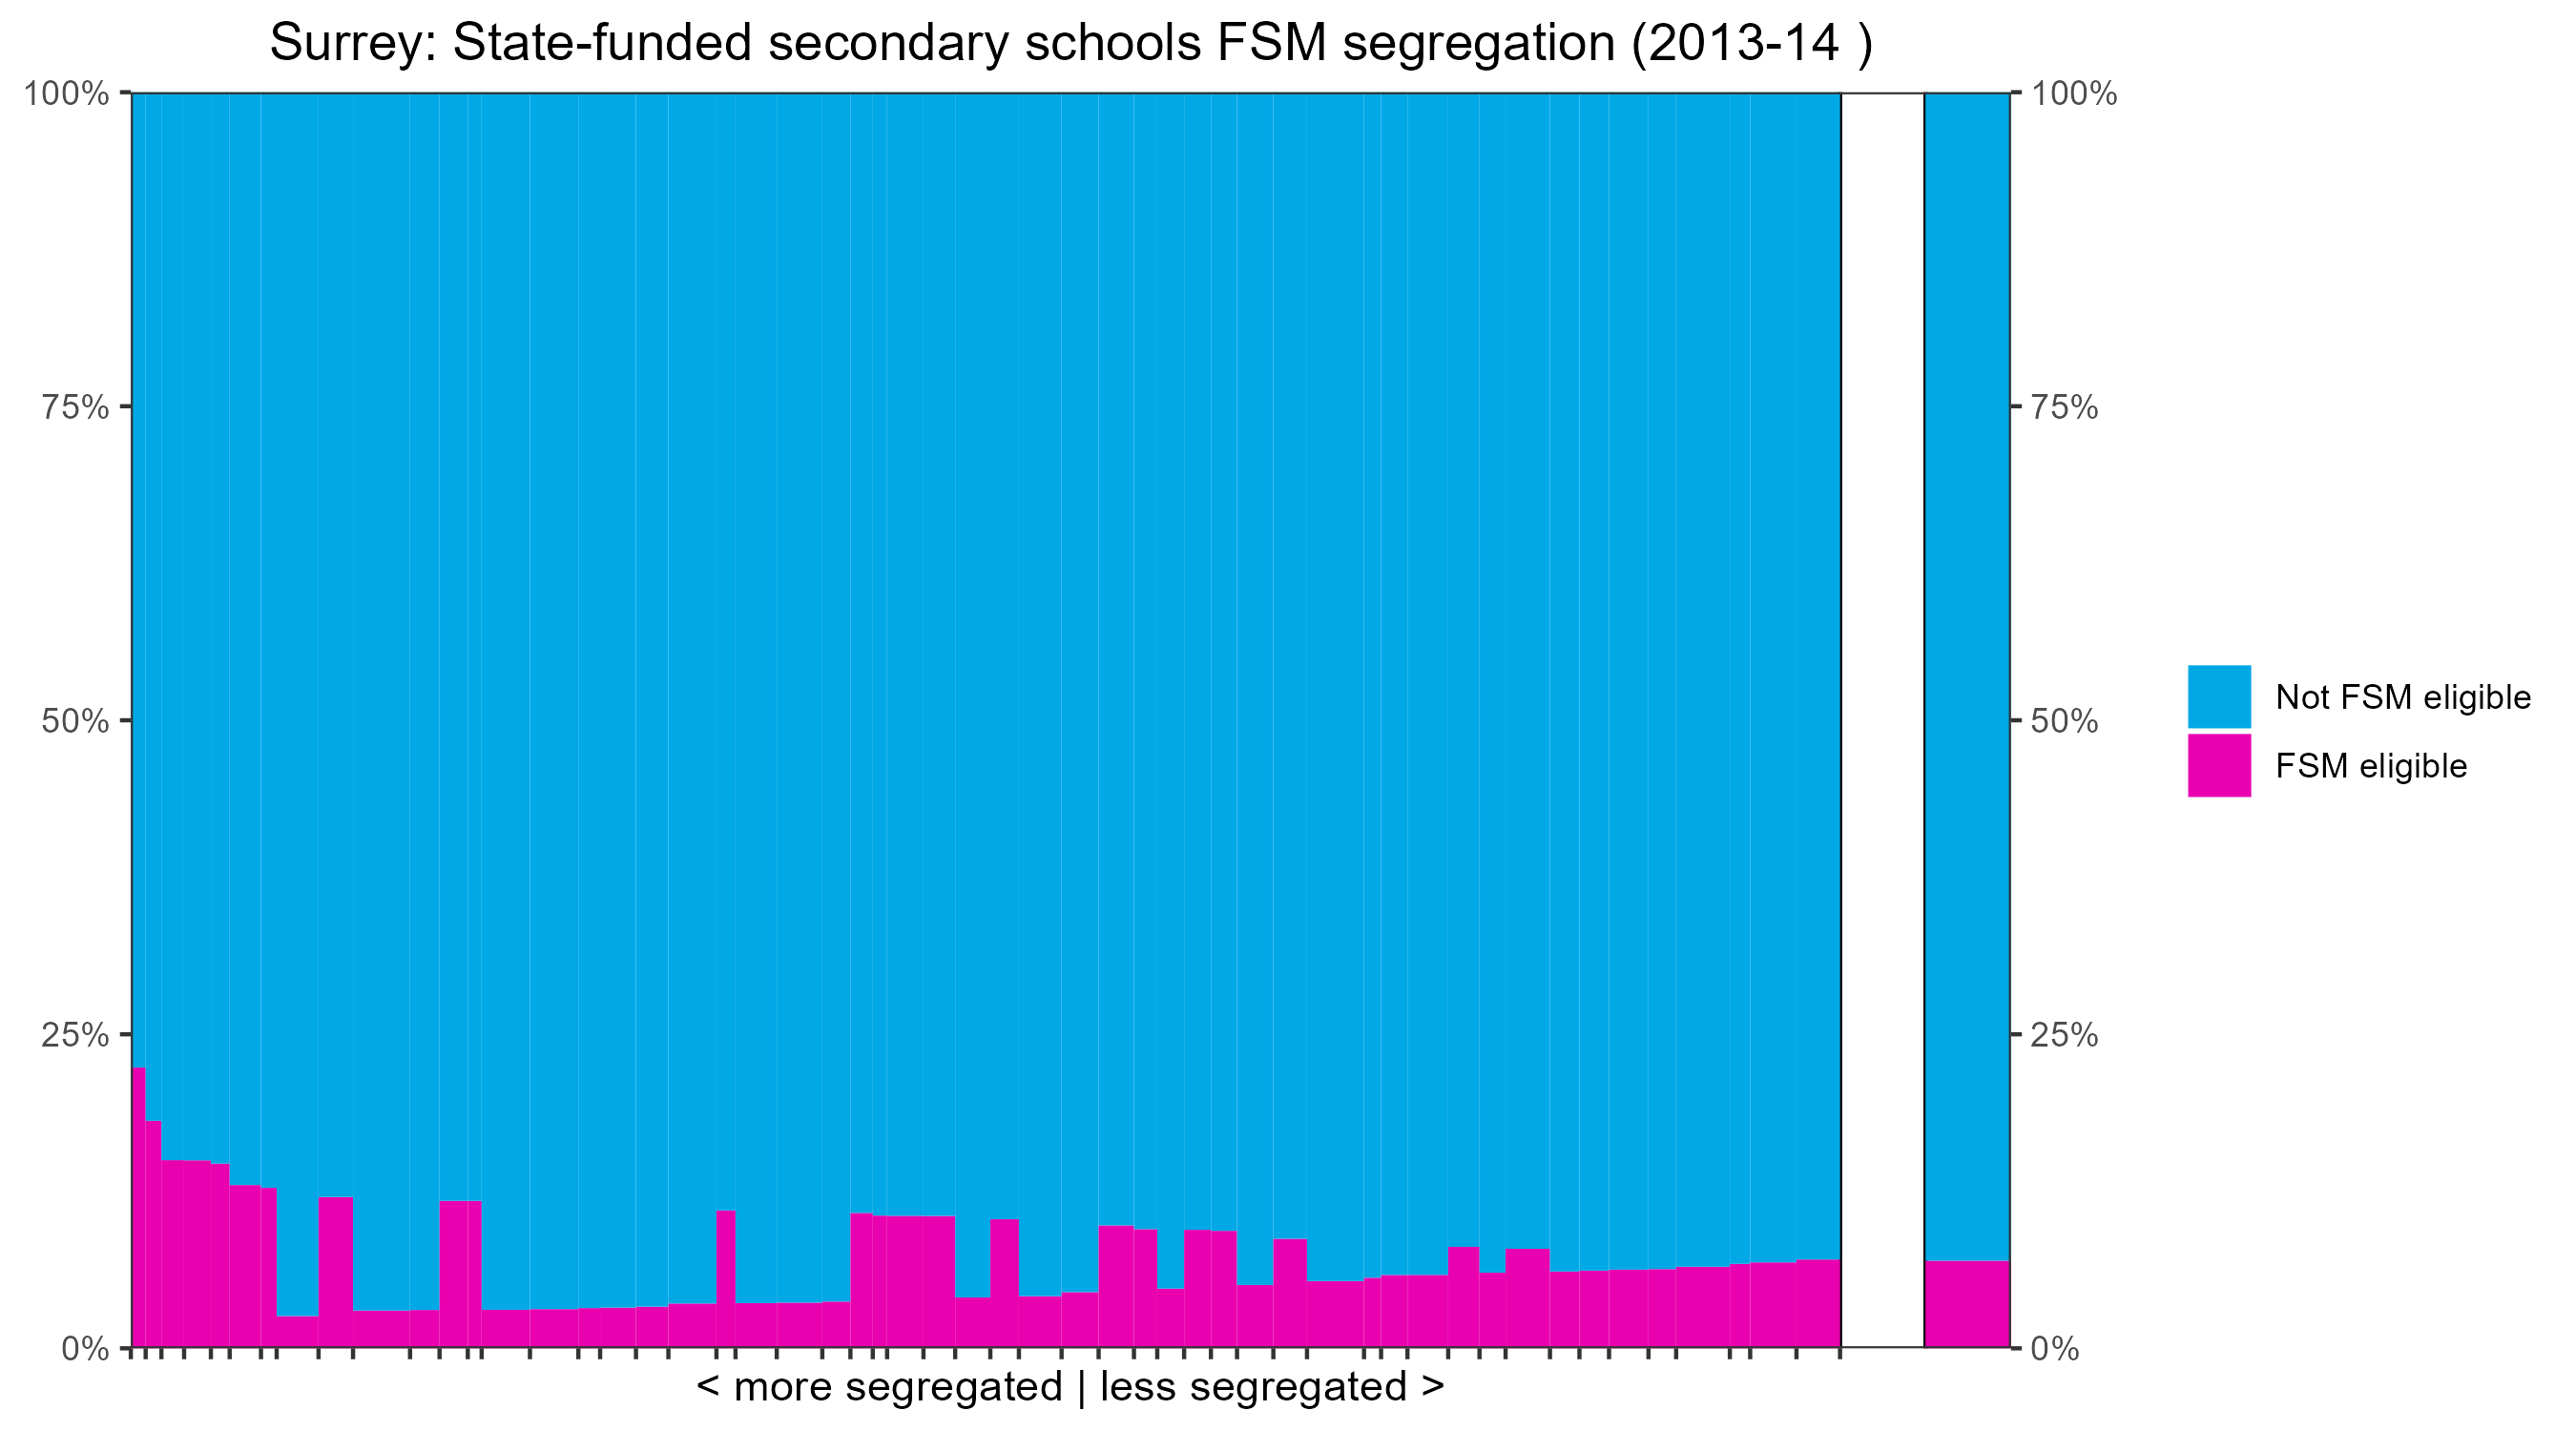 Surrey: State-funded secondary schools FSM segregation (2013-14 )
100%
75%
50%
25%
0%
100%
75%
50%
25%
0%
Not FSM eligible
FSM eligible
< more segregated | less segregated >